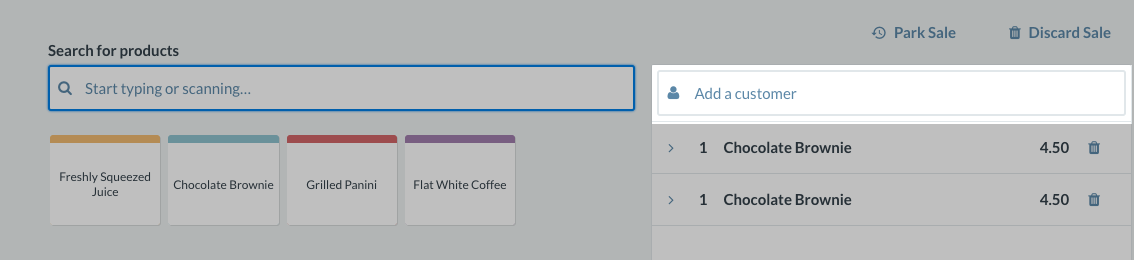 Park Sale
Discard Sale
Search for products
Start typing or scanning...
Add a customer
Freshly Squeezed
Juice
Chocolate Brownie
Grilled Panini
Flat White Coffee
1 Chocolate Brownie 4.50
1 Chocolate Brownie 4.50